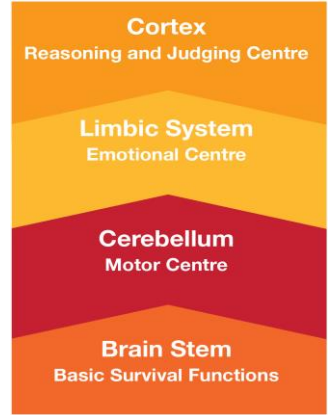 Cortex
Reasoning and Judging Centre
Limbic System
Emotional Centre
Cerebellum
Motor Centre
Brain Stem
Basic Survival Functions